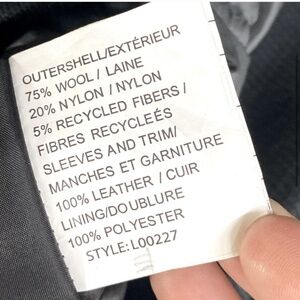 OUTERSHELL/EXTÉRIEUR
75% WOOL / LAINE
20% NYLON / NYLON
5% RECYCLED FIBERS /
FIBRES RECYCLEÉS
SLEEVES AND TRIM/
MANCHES ET GARNITURE
100% LEATHER / CUIR
LINING/DOUBLURE
100% POLYESTER
STYLE:L00227